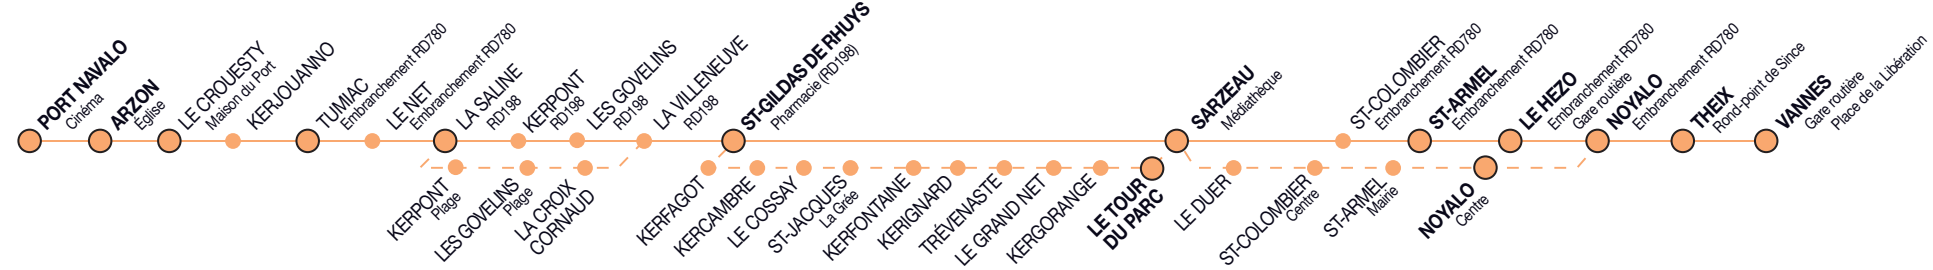 PORT NAVALO
Cinéma
ARZON
Église
LE CROUESTY
Maison du Port
KERJOUANNO
TUMIAC
Embranchement RD780
LE NET
Embranchement RD780
LA SALINE
RD198
KERPONT
RD198
LES GOVELINS
RD198
LA VILLENEUVE
RD198
ST-GILDAS DE RHUYS
Pharmacie (RD198)
SARZEAU
Médiathèque
ST-COLOMBIER
Embranchement RD780
ST-ARMEL
Embranchement RD780
LE HEZO
Embranchement RD780
Gare routière
NOYALO
Embranchement RD780
THEIX
Rond-point de Since
VANNES
Gare routière
Place de la Libération
KERPONT
Plage
LES GOVELINS
Plage
LA CROIX
CORNAUD
KERFAGOT
KERCAMBRE
LE COSSAY
ST-JACQUES
La Grée
KERFONTAINE
KERIGNARD
TRÉVENASTE
LE GRAND NET
KERGORANGE
LE TOUR
DU PARC
LE DUER
ST-COLOMBIER
Centre
ST-ARMEL
Mairie
NOYALO
Centre